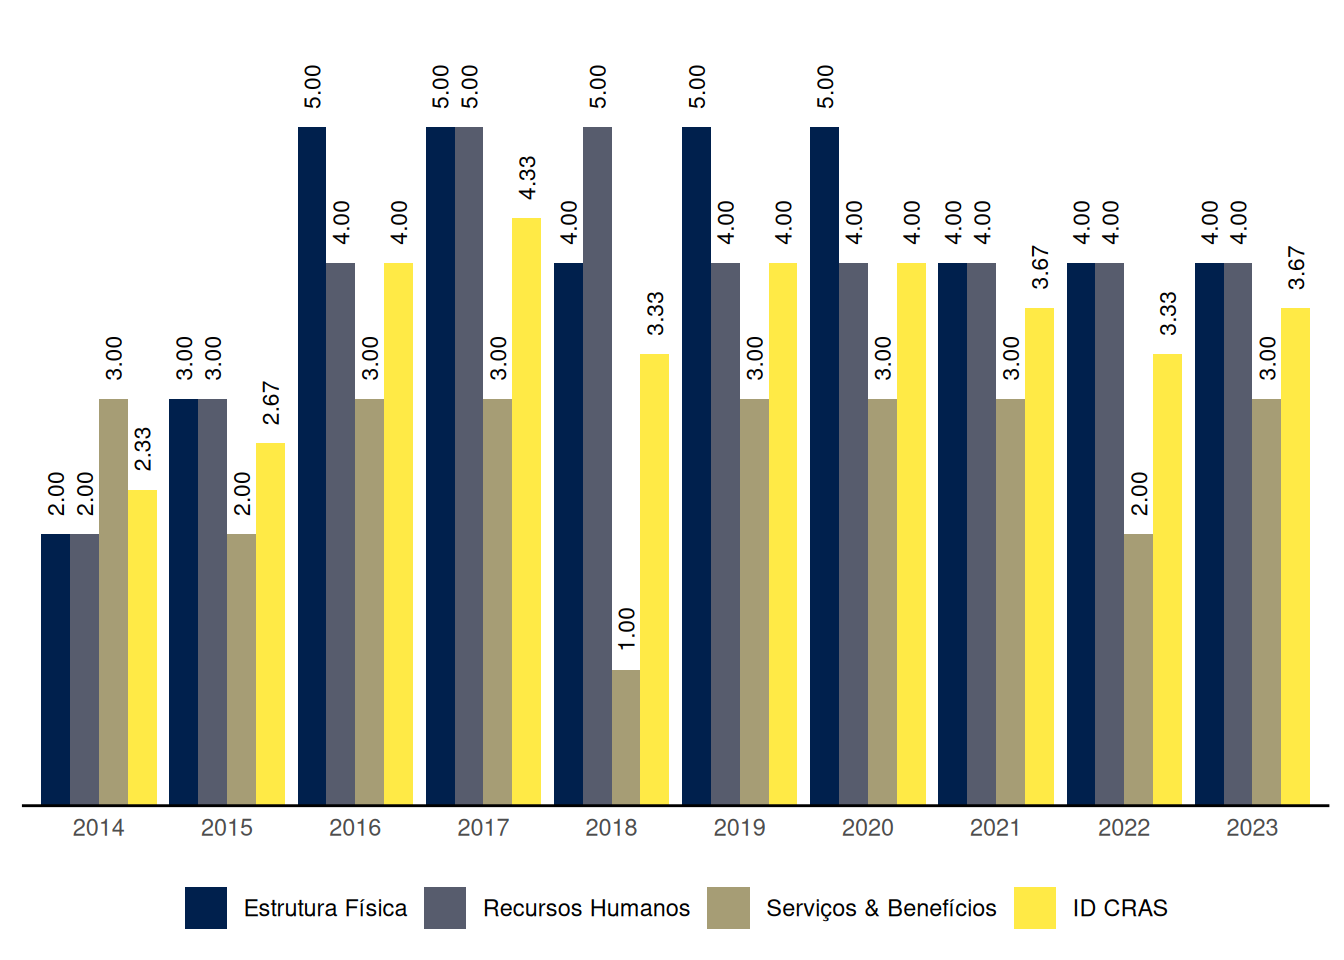 5.00 5.00 5.00 5.00 5.00 5.00
4.33
4.00 4.00 4.00 4.00 4.00 4.00 4.00 4.00 4.00 4.00 4.00 4.00 4.00
3.67 3.67
3.33 3.33
3.00 3.00 3.00 3.00 3.00 3.00 3.00 3.00 3.00
2.67
2.33
2.00 2.00 2.00 2.00
1.00
2014 2015 2016 2017 2018 2019 2020 2021 2022 2023
Estrutura Física Recursos Humanos Serviços & Benefícios ID CRAS